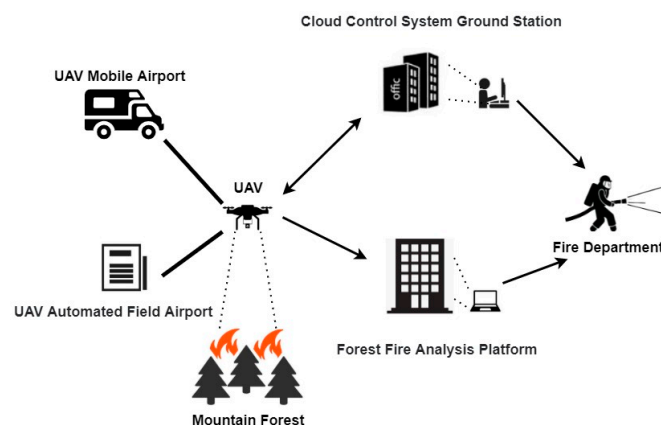 Cloud Control System Ground Station
UAV Mobile Airport
offic
UAV
Fire Department
UAV Automated Field Airport
Forest Fire Analysis Platform
Mountain Forest